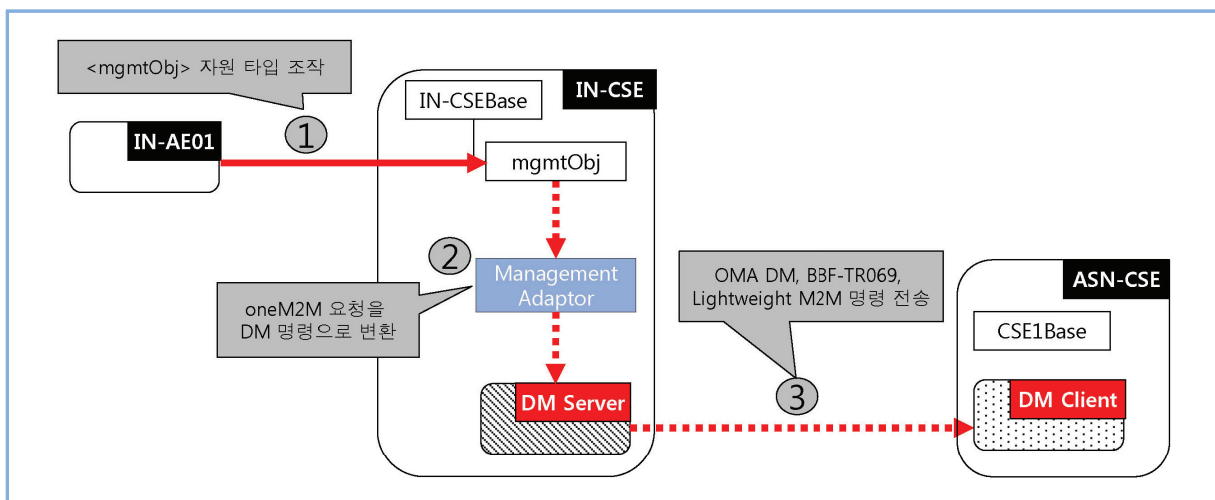 <mgmtObj> 자원 타입 조작
IN-AE01
1
IN-CSE
IN-CSEBase
mgmtObj
2
Management
Adaptor
oneM2M 요청을
DM 명령으로 변환
DM Server
OMA DM, BBF-TR069,
Lightweight M2M 명령 전송
3
ASN-CSE
CSE1Base
DM Client